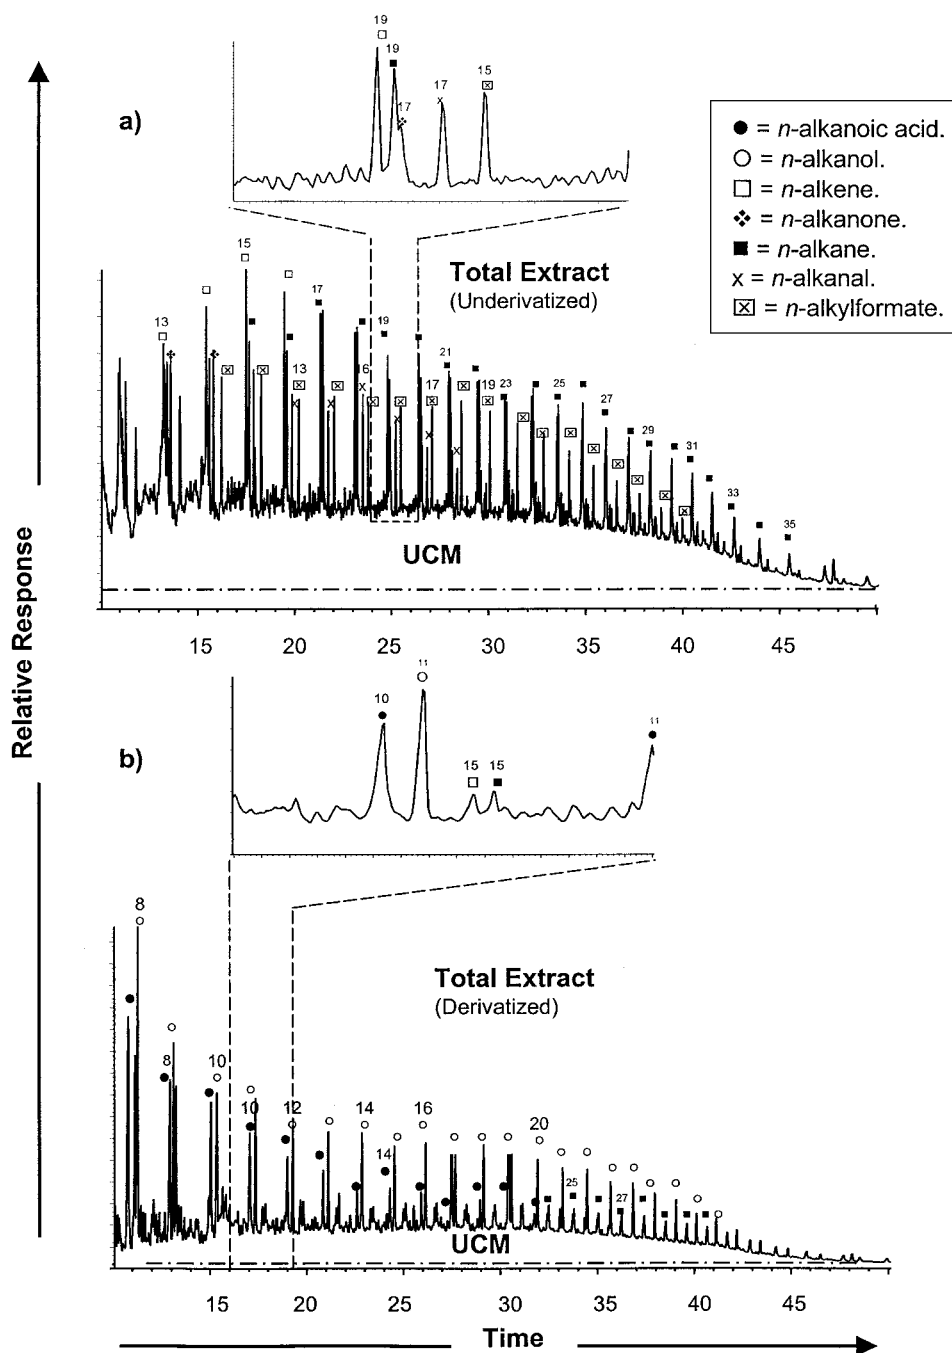 19
19
a)
17
17
15
● = n-alkanoic acid.
○ = n-alkanol.
□ = n-alkene.
❖ = n-alkanone.
■ = n-alkane.
x = n-alkanal.
⊠ = n-alkylformate.
Total Extract
(Underivatized)
15
13
17
13
16
19
17
21
19
23
25
27
29
31
33
35
UCM
15 20 25 30 35 40 45
Relative Response
b)
10
11
15
15
11
Total Extract
(Derivatized)
8
8
10
10
12
14
14
16
20
25
27
UCM
15 20 25 30 35 40 45
Time